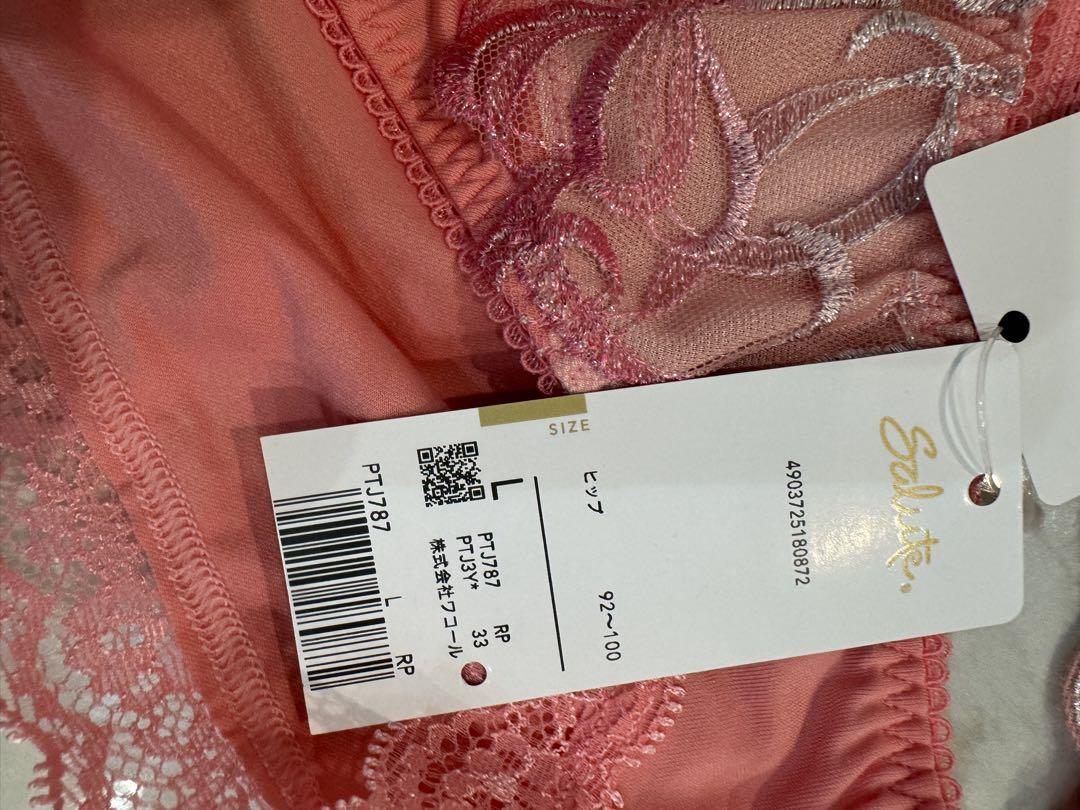 Salute.
4903725180872
SIZE
ヒップ 92～100
L
PTJ787 RP
PTJ3Y* 33
株式会社ワコール
PTJ787 L RP